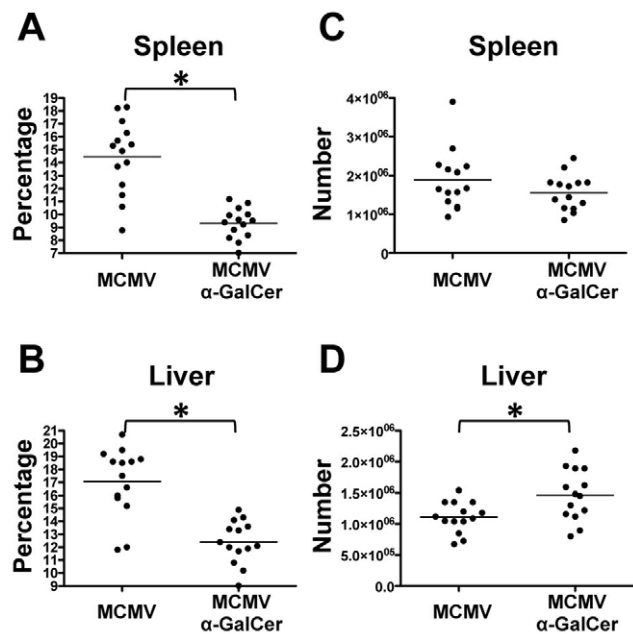 A
Spleen
*
Percentage
19
18
17
16
15
14
13
12
11
10
9
8
7
MCMV
MCMV
α-GalCer
C
Spleen
Number
4×10⁰⁶
3×10⁰⁶
2×10⁰⁶
1×10⁰⁶
0
MCMV
MCMV
α-GalCer
B
Liver
*
Percentage
21
20
19
18
17
16
15
14
13
12
11
10
9
MCMV
MCMV
α-GalCer
D
Liver
*
Number
2.5×10⁰⁶
2.0×10⁰⁶
1.5×10⁰⁶
1.0×10⁰⁶
5.0×10⁰⁵
0.0
MCMV
MCMV
α-GalCer